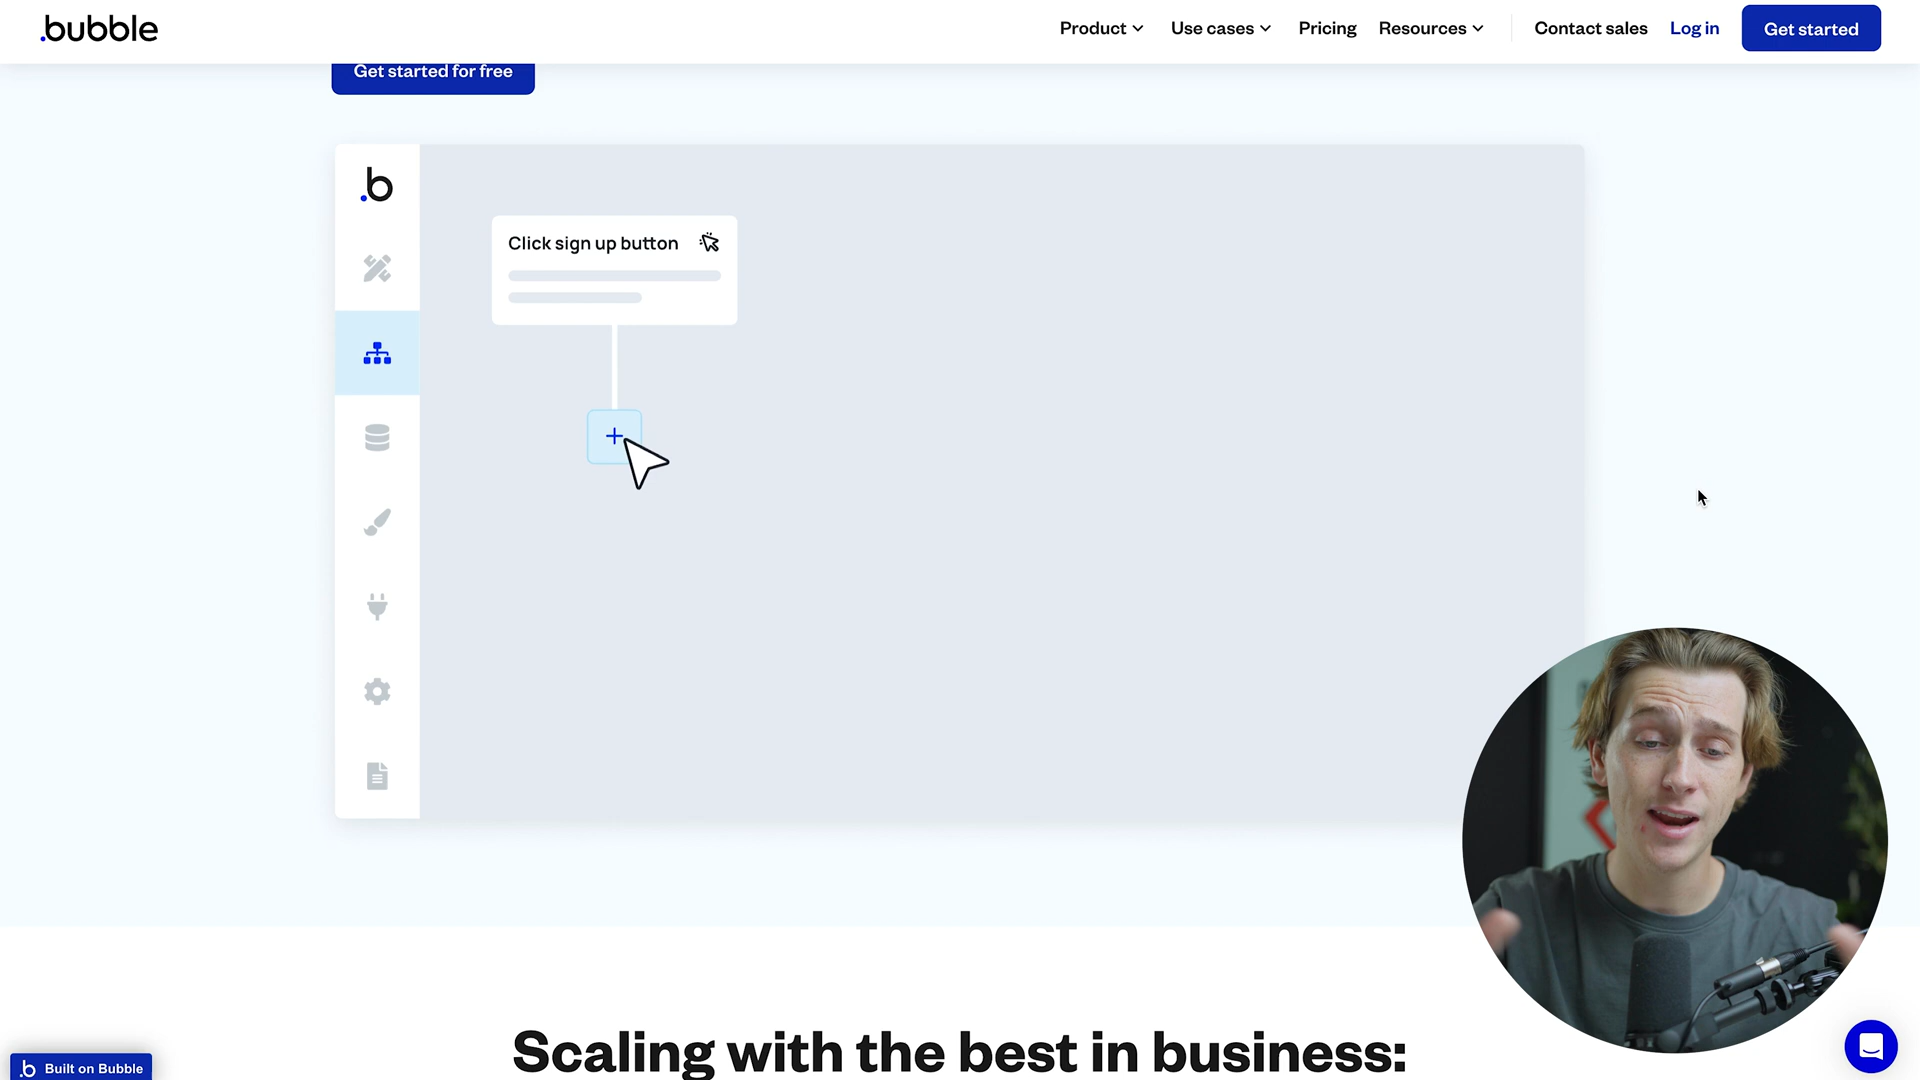 .bubble
Product
Use cases
Pricing
Resources
Contact sales
Log in
Get started
Get started for free
.b
Click sign up button
Scaling with the best in business:
.b Built on Bubble